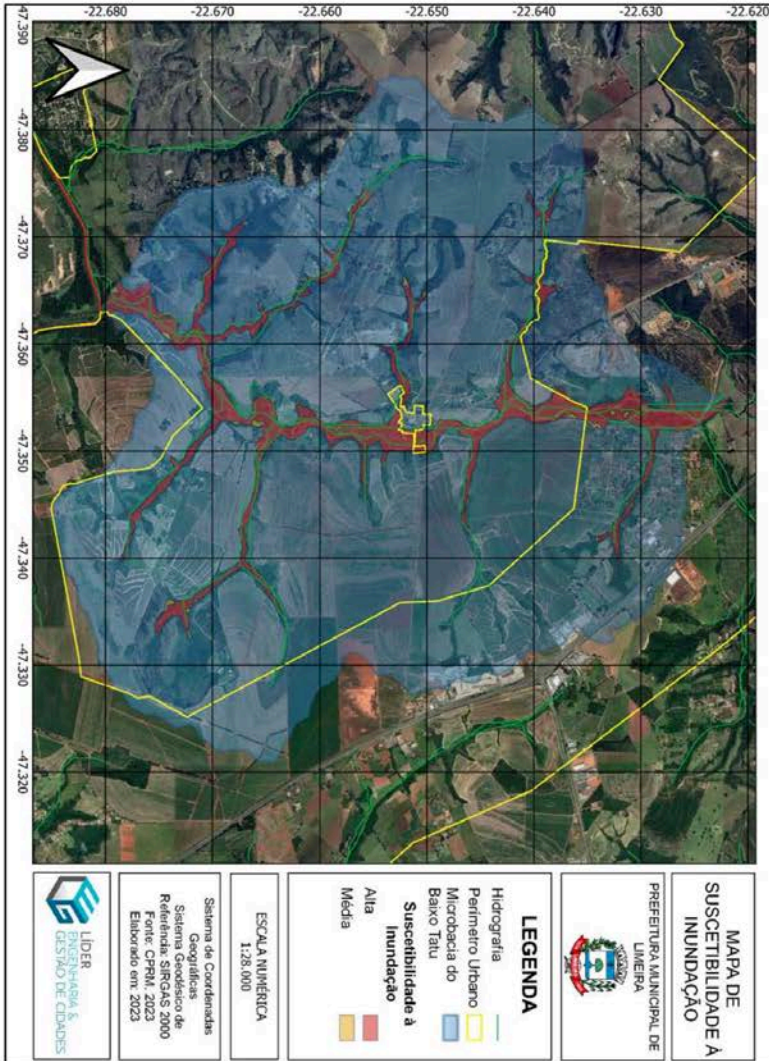 MAPA DE
SUSCETIBILIDADE À
INUNDAÇÃO
PREFEITURA MUNICIPAL DE
LIMEIRA
LEGENDA
Hidrografia
Perímetro Urbano
Microbacia do
Baixo Tatu
Suscetibilidade à
Inundação
Alta
Média
ESCALA NUMÉRICA
1:28.000
Sistema de Coordenadas
Geográficas
Sistema Geodésico de
Referência: SIRGAS 2000
Fonte: CPRM, 2023
Elaborado em: 2023
LÍDER
ENGENHARIA &
GESTÃO DE CIDADES
-47.390
-47.380
-47.370
-47.360
-47.350
-47.340
-47.330
-47.320
-22.620
-22.630
-22.640
-22.650
-22.660
-22.670
-22.680